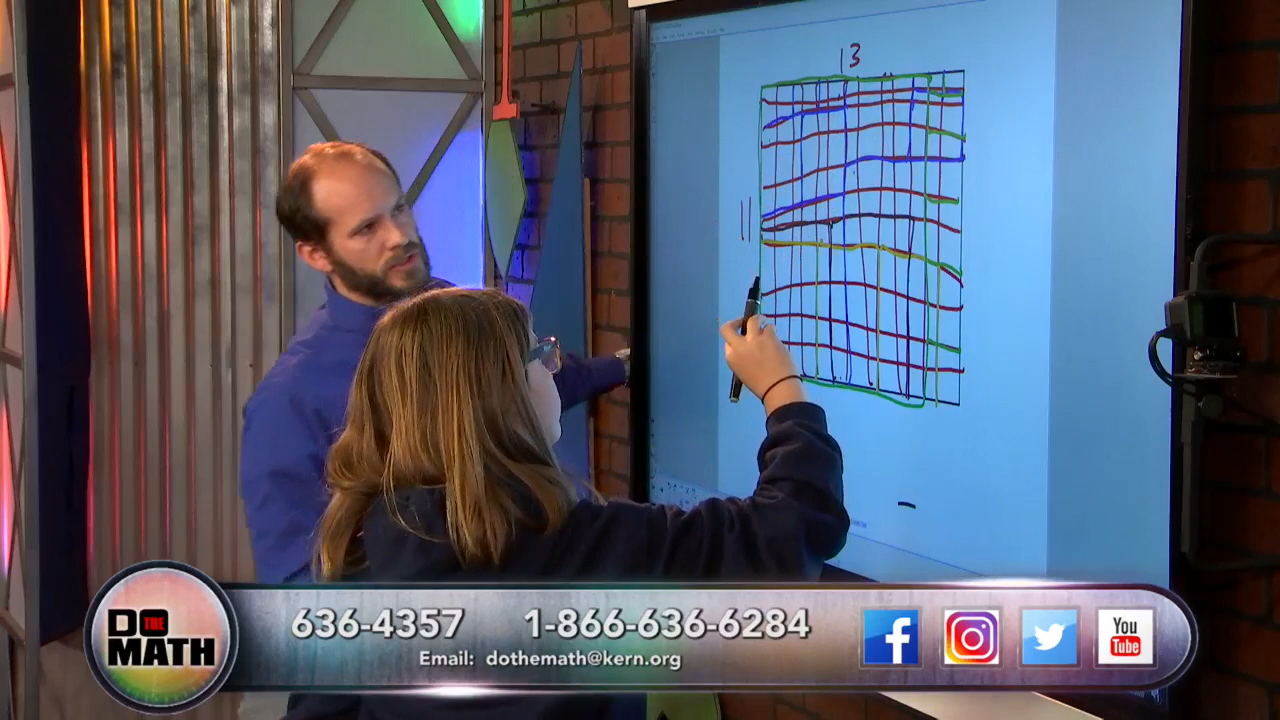 13
11
DO THE
MATH
636-4357 1-866-636-6284
Email: dothemath@kern.org
f
You
Tube